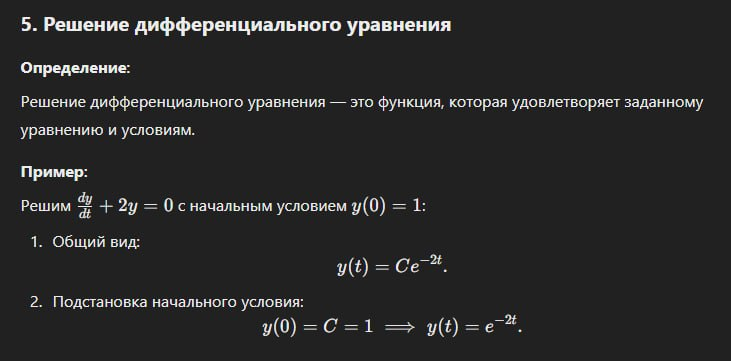 5. Решение дифференциального уравнения
Определение:
Решение дифференциального уравнения — это функция, которая удовлетворяет заданному
уравнению и условиям.
Пример:
Решим dy/dt + 2y = 0 с начальным условием y(0) = 1:
1. Общий вид:
y(t) = Ce^{-2t}.
2. Подстановка начального условия:
y(0) = C = 1 ⟹ y(t) = e^{-2t}.